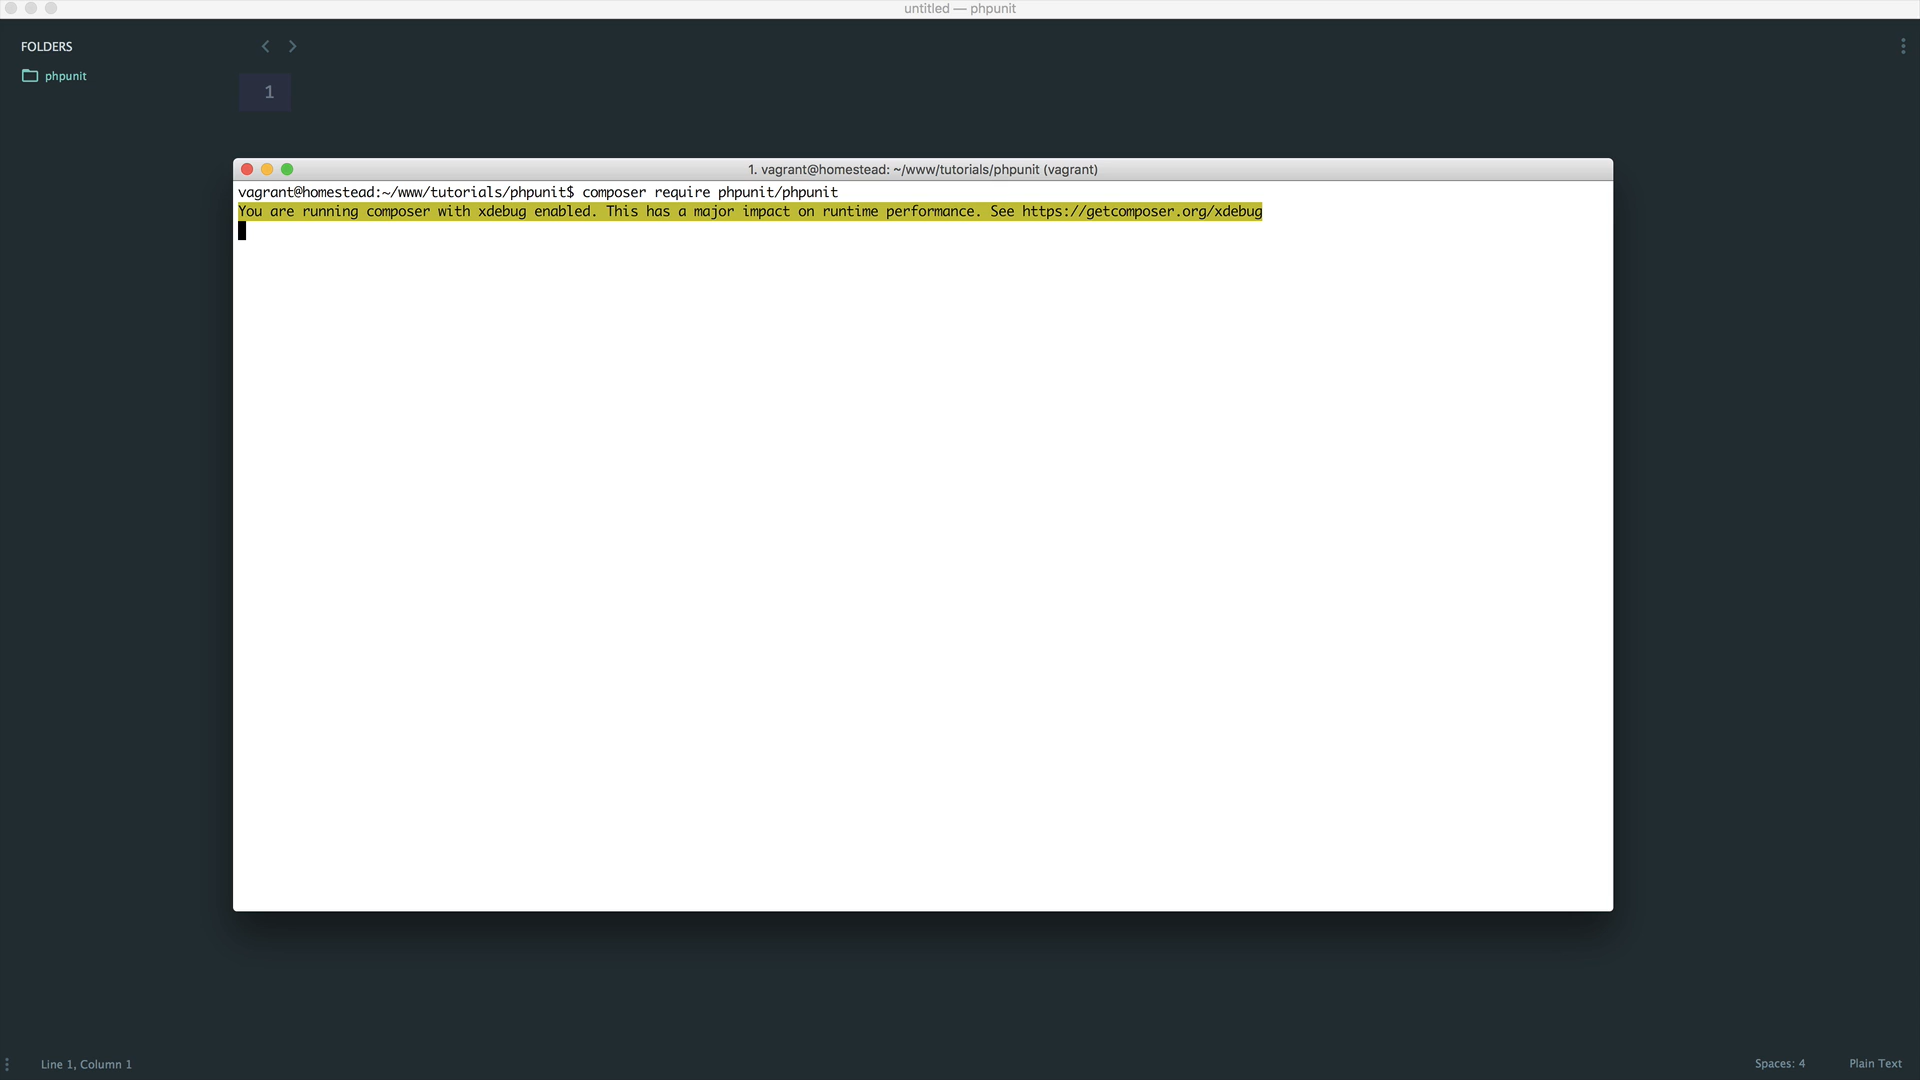 untitled — phpunit
FOLDERS
phpunit
1
1. vagrant@homestead: ~/www/tutorials/phpunit (vagrant)
vagrant@homestead:~/www/tutorials/phpunit$ composer require phpunit/phpunit
You are running composer with xdebug enabled. This has a major impact on runtime performance. See https://getcomposer.org/xdebug
Line 1, Column 1
Spaces: 4
Plain Text